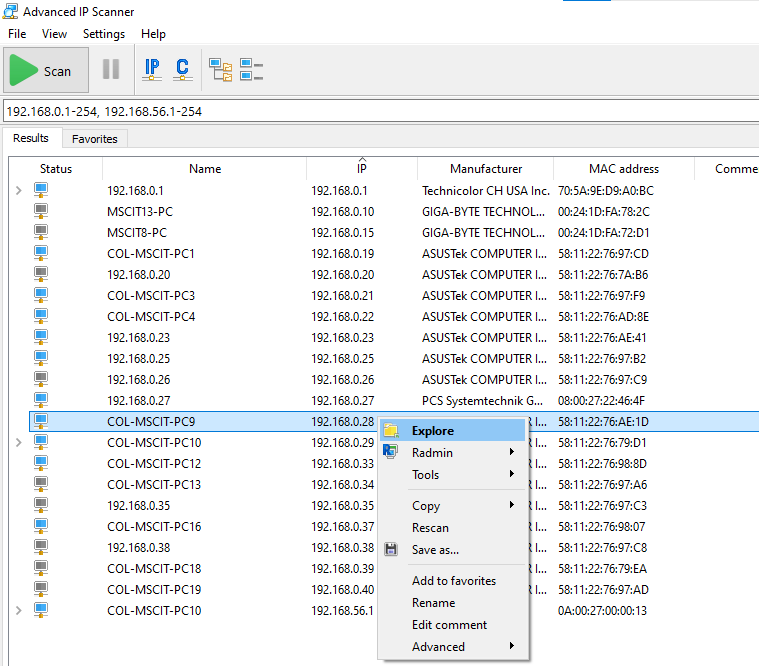 Advanced IP Scanner
File View Settings Help
Scan IP C
192.168.0.1-254, 192.168.56.1-254
Results Favorites
Status Name IP Manufacturer MAC address Comme
192.168.0.1 192.168.0.1 Technicolor CH USA Inc. 70:5A:9E:D9:A0:BC
MSCIT13-PC 192.168.0.10 GIGA-BYTE TECHNOL... 00:24:1D:FA:78:2C
MSCIT8-PC 192.168.0.15 GIGA-BYTE TECHNOL... 00:24:1D:FA:72:D1
COL-MSCIT-PC1 192.168.0.19 ASUSTek COMPUTER I... 58:11:22:76:97:CD
192.168.0.20 192.168.0.20 ASUSTek COMPUTER I... 58:11:22:76:7A:B6
COL-MSCIT-PC3 192.168.0.21 ASUSTek COMPUTER I... 58:11:22:76:97:F9
COL-MSCIT-PC4 192.168.0.22 ASUSTek COMPUTER I... 58:11:22:76:AD:8E
192.168.0.23 192.168.0.23 ASUSTek COMPUTER I... 58:11:22:76:AE:41
192.168.0.25 192.168.0.25 ASUSTek COMPUTER I... 58:11:22:76:97:B2
192.168.0.26 192.168.0.26 ASUSTek COMPUTER I... 58:11:22:76:97:C9
192.168.0.27 192.168.0.27 PCS Systemtechnik G... 08:00:27:22:46:4F
COL-MSCIT-PC9 192.168.0.28 58:11:22:76:AE:1D
COL-MSCIT-PC10 192.168.0.29 I... 58:11:22:76:79:D1
COL-MSCIT-PC12 192.168.0.33 I... 58:11:22:76:98:8D
COL-MSCIT-PC13 192.168.0.34 I... 58:11:22:76:97:A6
192.168.0.35 192.168.0.35 I... 58:11:22:76:97:C3
COL-MSCIT-PC16 192.168.0.37 I... 58:11:22:76:98:07
192.168.0.38 192.168.0.38 I... 58:11:22:76:97:C8
COL-MSCIT-PC18 192.168.0.39 I... 58:11:22:76:79:EA
COL-MSCIT-PC19 192.168.0.40 I... 58:11:22:76:97:AD
COL-MSCIT-PC10 192.168.56.1 0A:00:27:00:00:13
Explore
Radmin
Tools
Copy
Rescan
Save as...
Add to favorites
Rename
Edit comment
Advanced